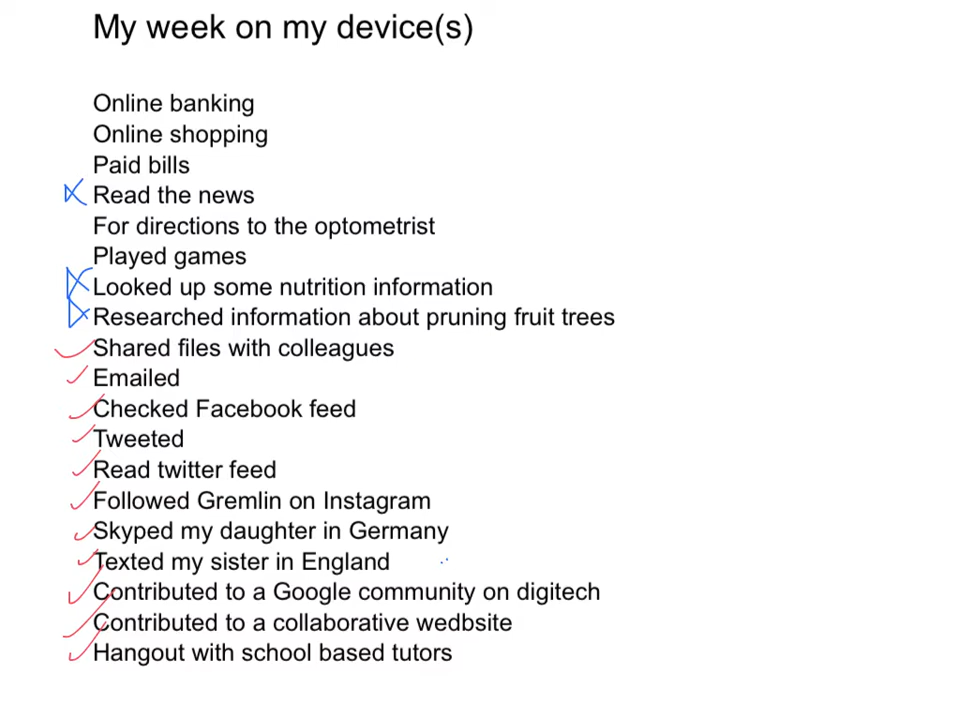 My week on my device(s)
Online banking
Online shopping
Paid bills
Read the news
For directions to the optometrist
Played games
Looked up some nutrition information
Researched information about pruning fruit trees
Shared files with colleagues
Emailed
Checked Facebook feed
Tweeted
Read twitter feed
Followed Gremlin on Instagram
Skyped my daughter in Germany
Texted my sister in England
Contributed to a Google community on digitech
Contributed to a collaborative wedbsite
Hangout with school based tutors